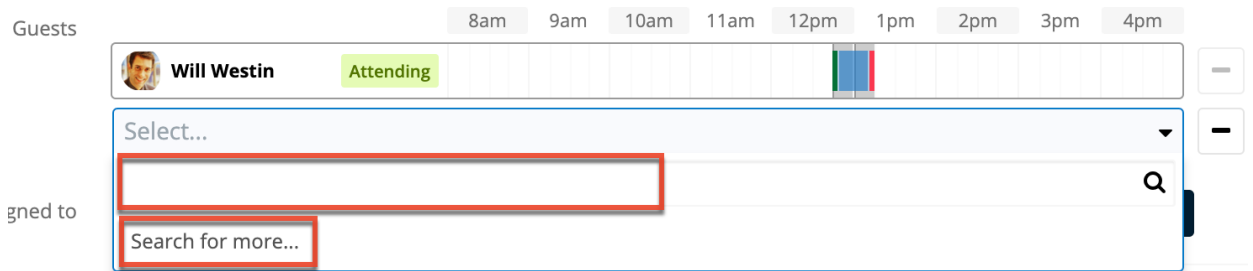 Guests
8am 9am 10am 11am 12pm 1pm 2pm 3pm 4pm
Will Westin Attending
Select...
gned to
Search for more...